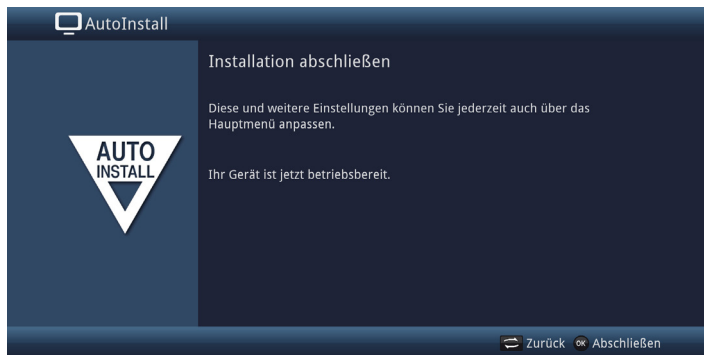 AutoInstall
Installation abschließen
Diese und weitere Einstellungen können Sie jederzeit auch über das
Hauptmenü anpassen.
AUTO
INSTALL
Ihr Gerät ist jetzt betriebsbereit.
Zurück OK Abschließen